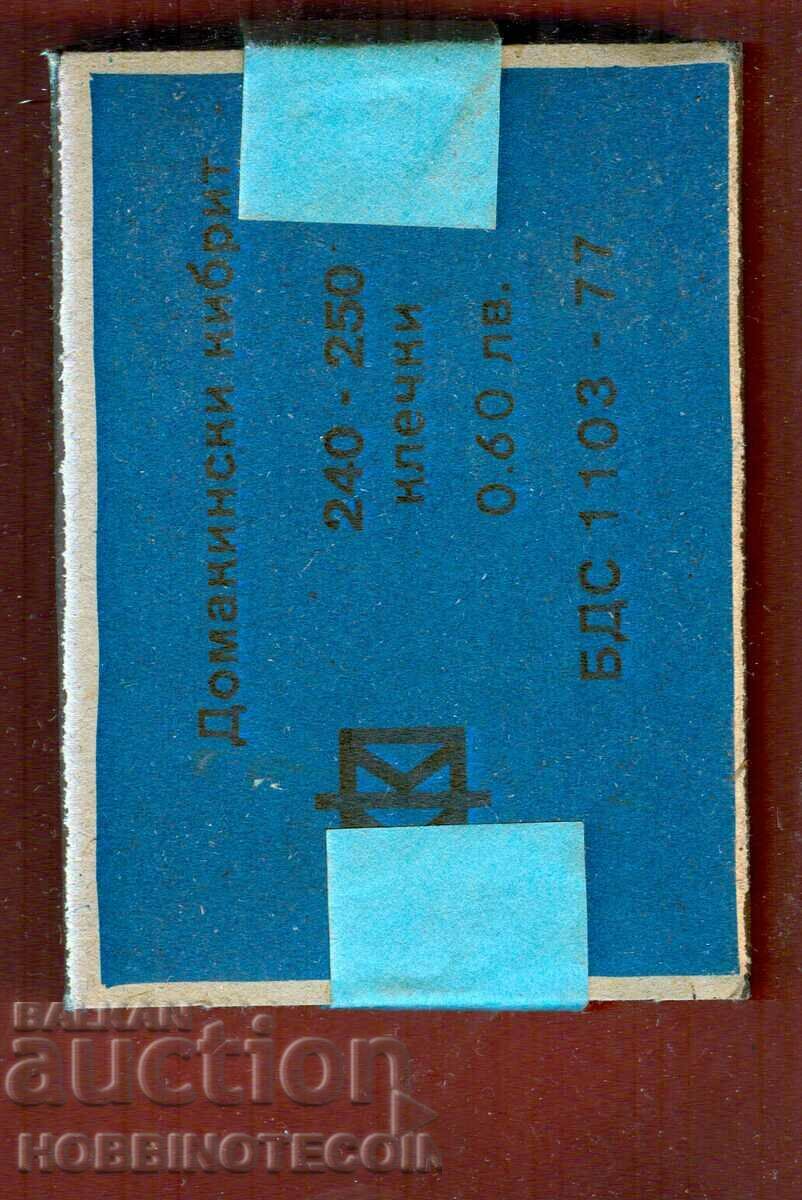 Домакински кибрит
240 - 250
клечки
0.60 лв.
БДС 1103 - 77
К
BALKAN
auction
HOBBINOTECOIN